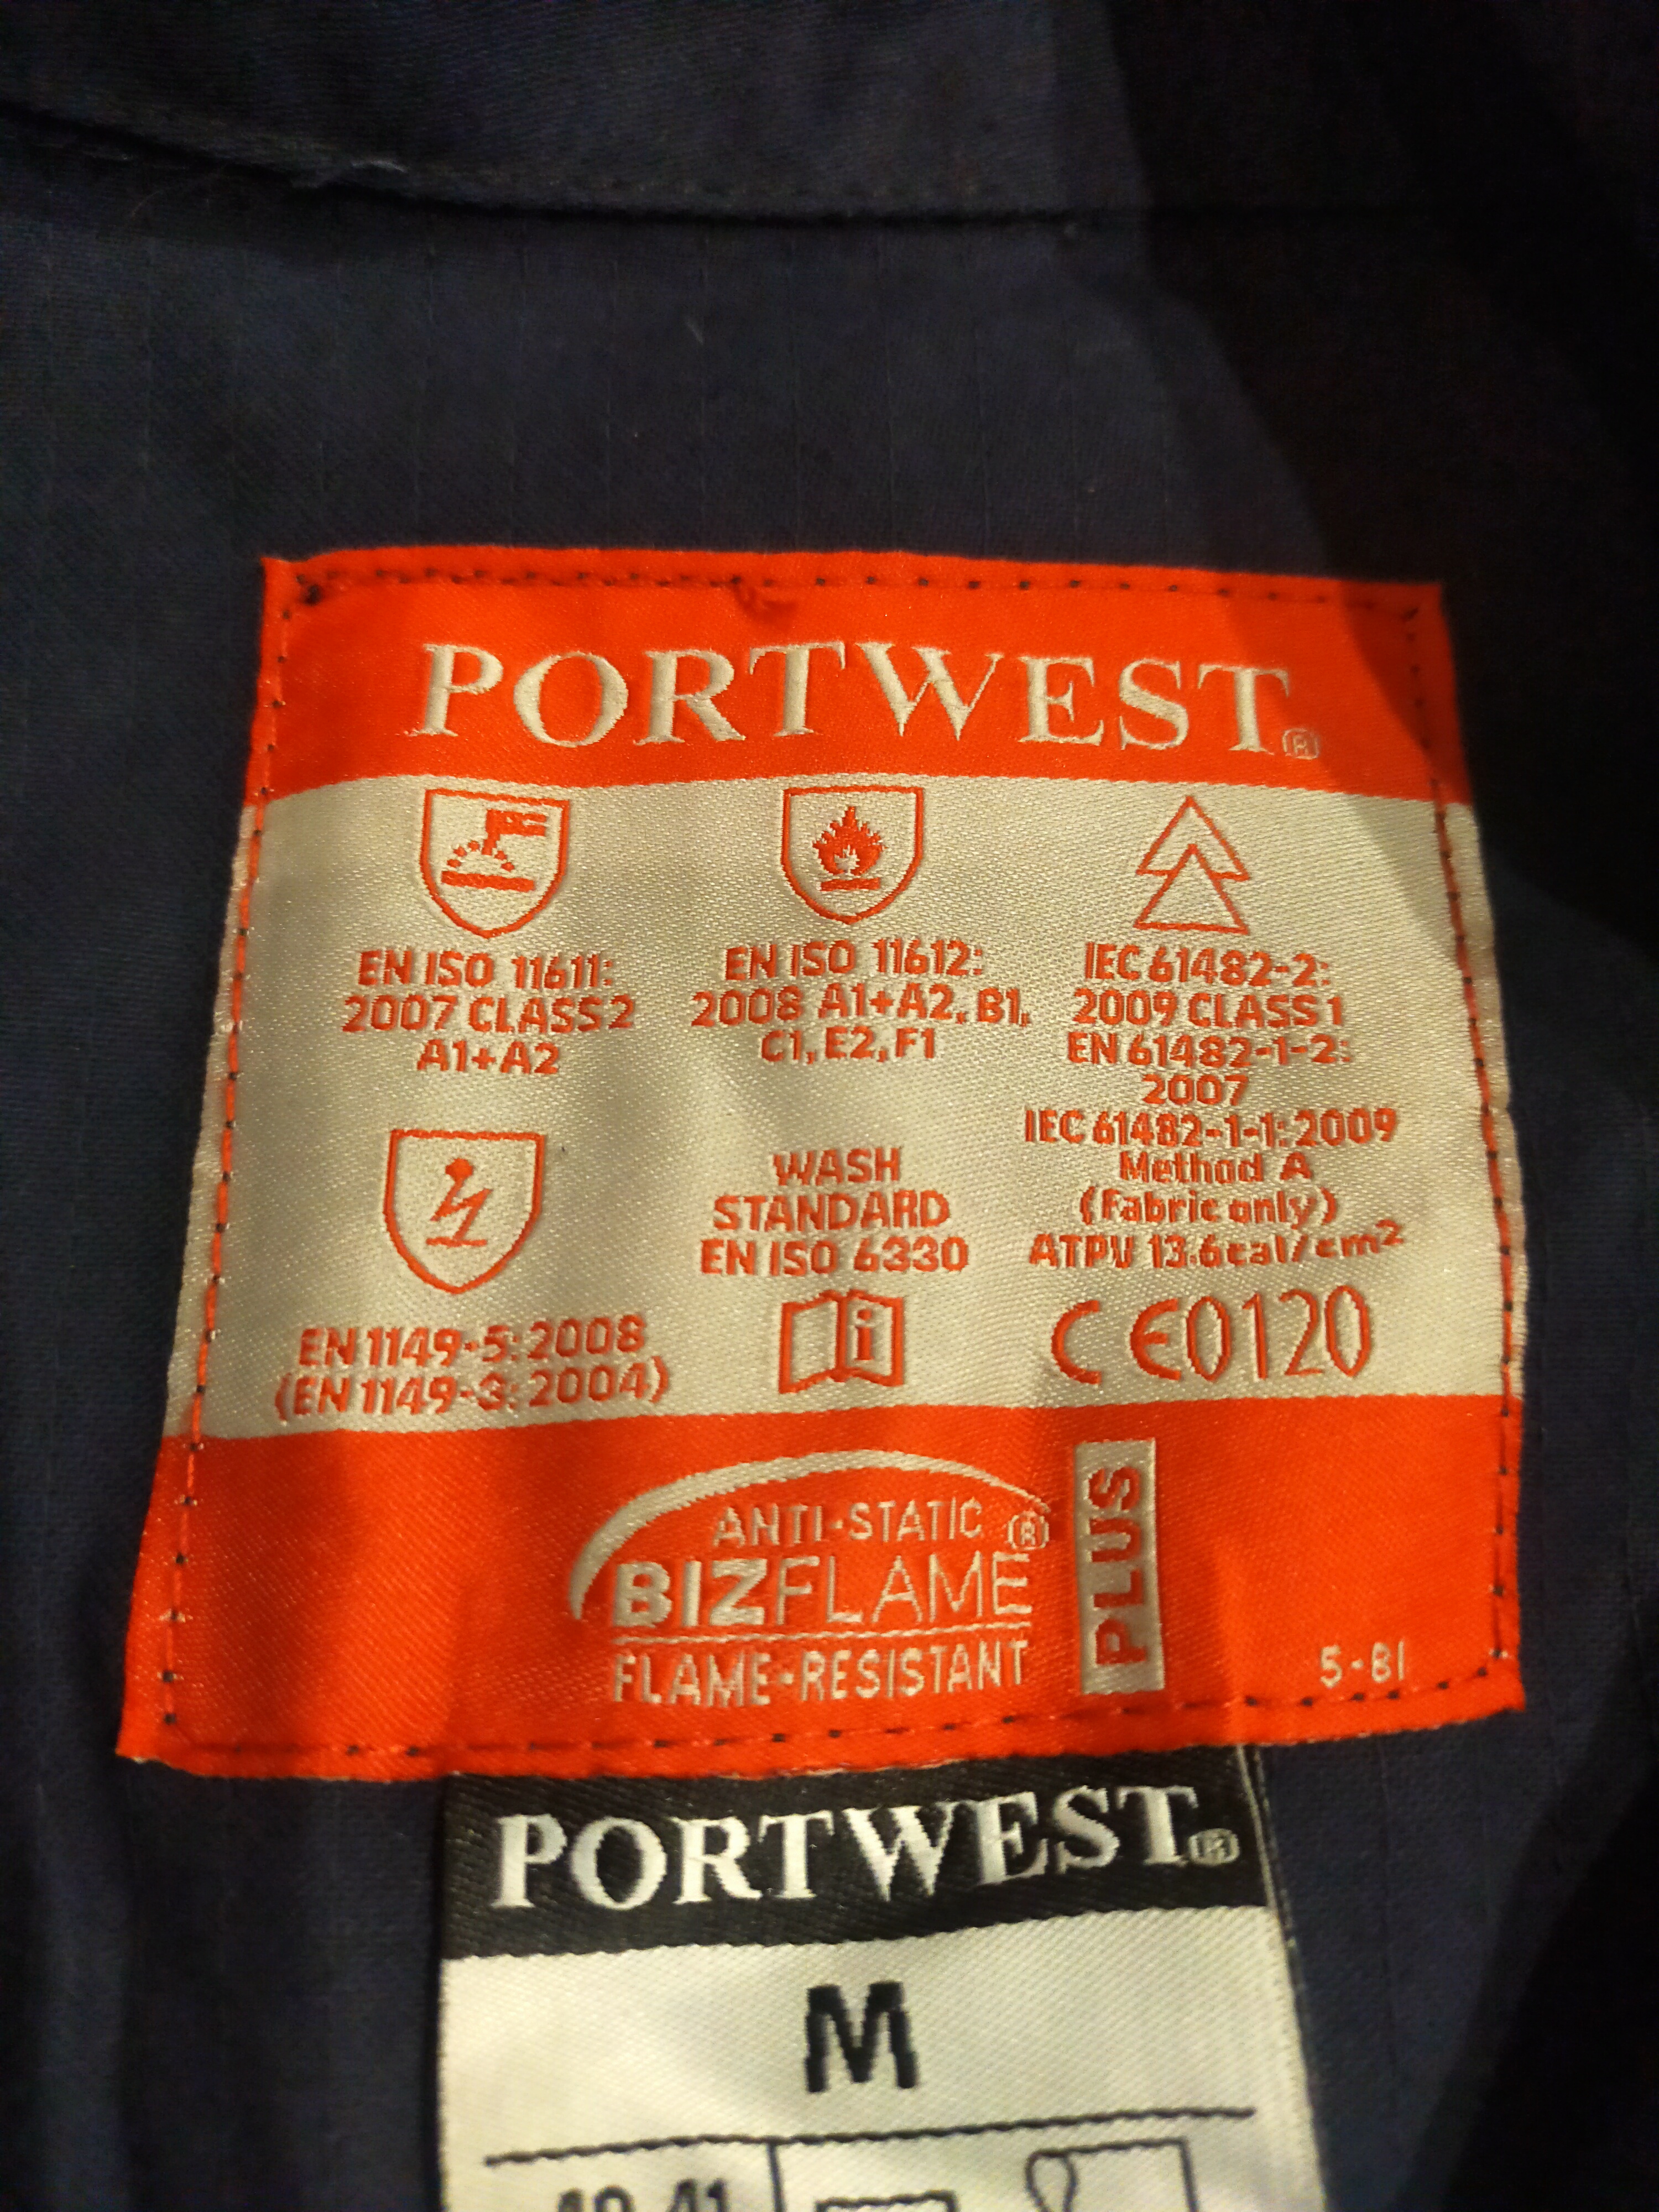 PORTWEST®
EN ISO 11611:
2007 CLASS 2
A1+A2
EN ISO 11612:
2008 A1+A2, B1,
C1, E2, F1
IEC 61482-2:
2009 CLASS 1
EN 61482-1-2:
2007
IEC 61482-1-1:2009
Method A
(Fabric only)
ATPV 13.6cal/cm²
EN 1149-5:2008
(EN 1149-3:2004)
WASH
STANDARD
EN ISO 6330
i
CE0120
ANTI-STATIC
BIZFLAME®
FLAME-RESISTANT
PLUS
5-BI
PORTWEST®
M